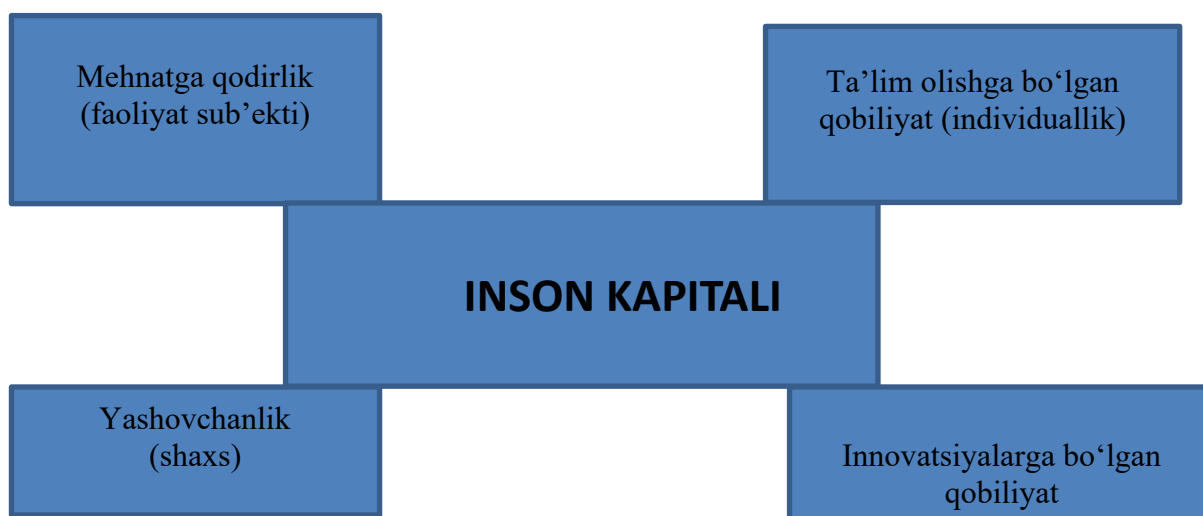 Mehnatga qodirlik
(faoliyat sub’ekti)
Ta’lim olishga bo‘lgan
qobiliyat (individuallik)
INSON KAPITALI
Yashovchanlik
(shaxs)
Innovatsiyalarga bo‘lgan
qobiliyat